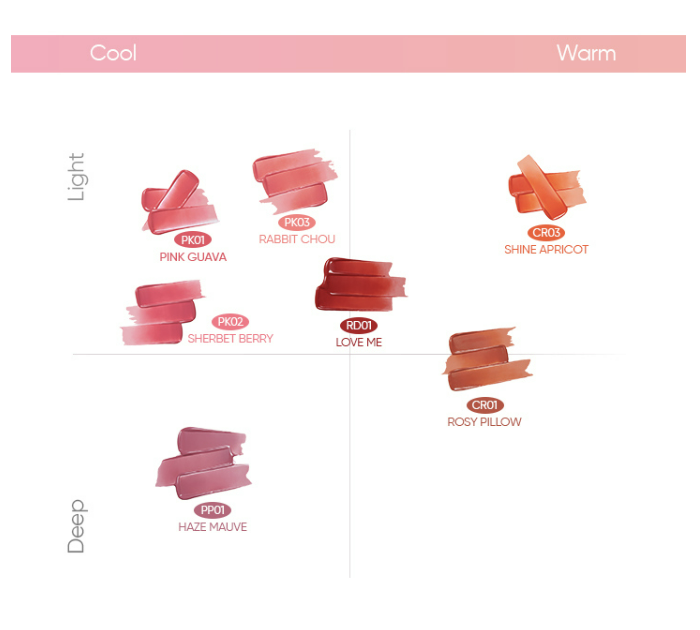 Cool
Warm
Light
PK01
PINK GUAVA
PK03
RABBIT CHOU
CR03
SHINE APRICOT
PK02
SHERBET BERRY
RD01
LOVE ME
CR01
ROSY PILLOW
Deep
PP01
HAZE MAUVE